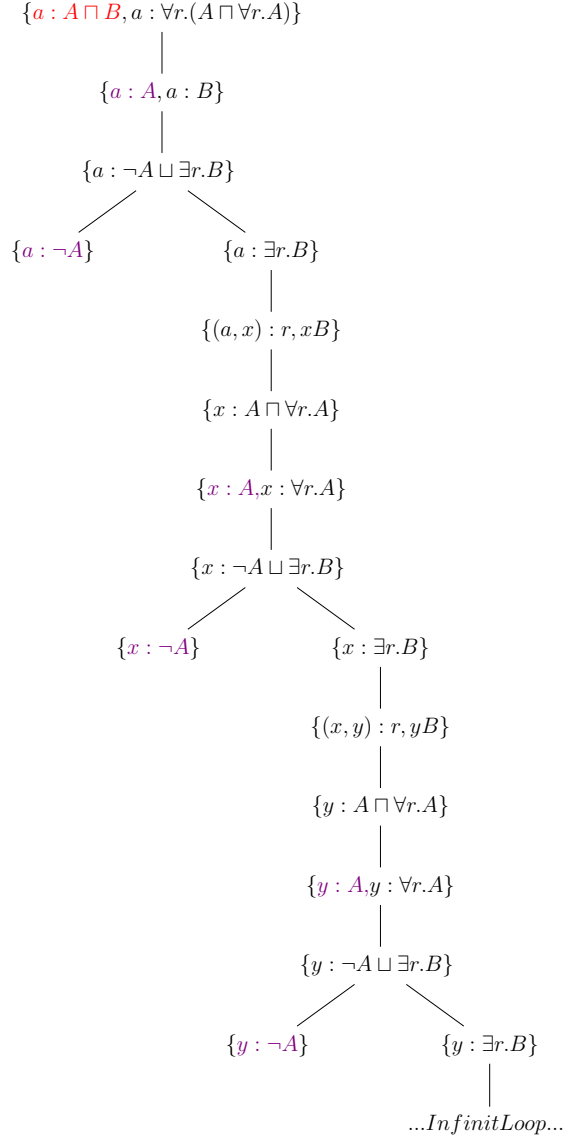 {a : A ⊓ B, a : ∀r.(A ⊓ ∀r.A)}
{a : A, a : B}
{a : ¬A ⊔ ∃r.B}
{a : ¬A} {a : ∃r.B}
{(a, x) : r, xB}
{x : A ⊓ ∀r.A}
{x : A,x : ∀r.A}
{x : ¬A ⊔ ∃r.B}
{x : ¬A} {x : ∃r.B}
{(x, y) : r, yB}
{y : A ⊓ ∀r.A}
{y : A,y : ∀r.A}
{y : ¬A ⊔ ∃r.B}
{y : ¬A} {y : ∃r.B}
...InfinitLoop...